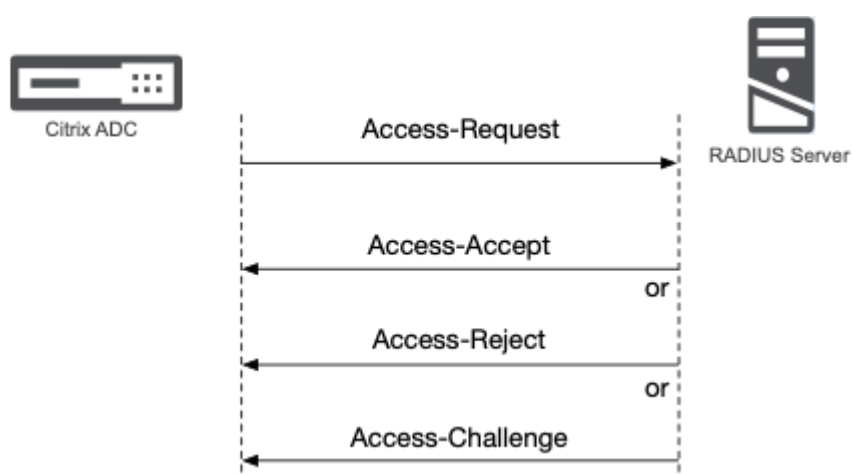 Citrix ADC
RADIUS Server
Access-Request
Access-Accept
or
Access-Reject
or
Access-Challenge